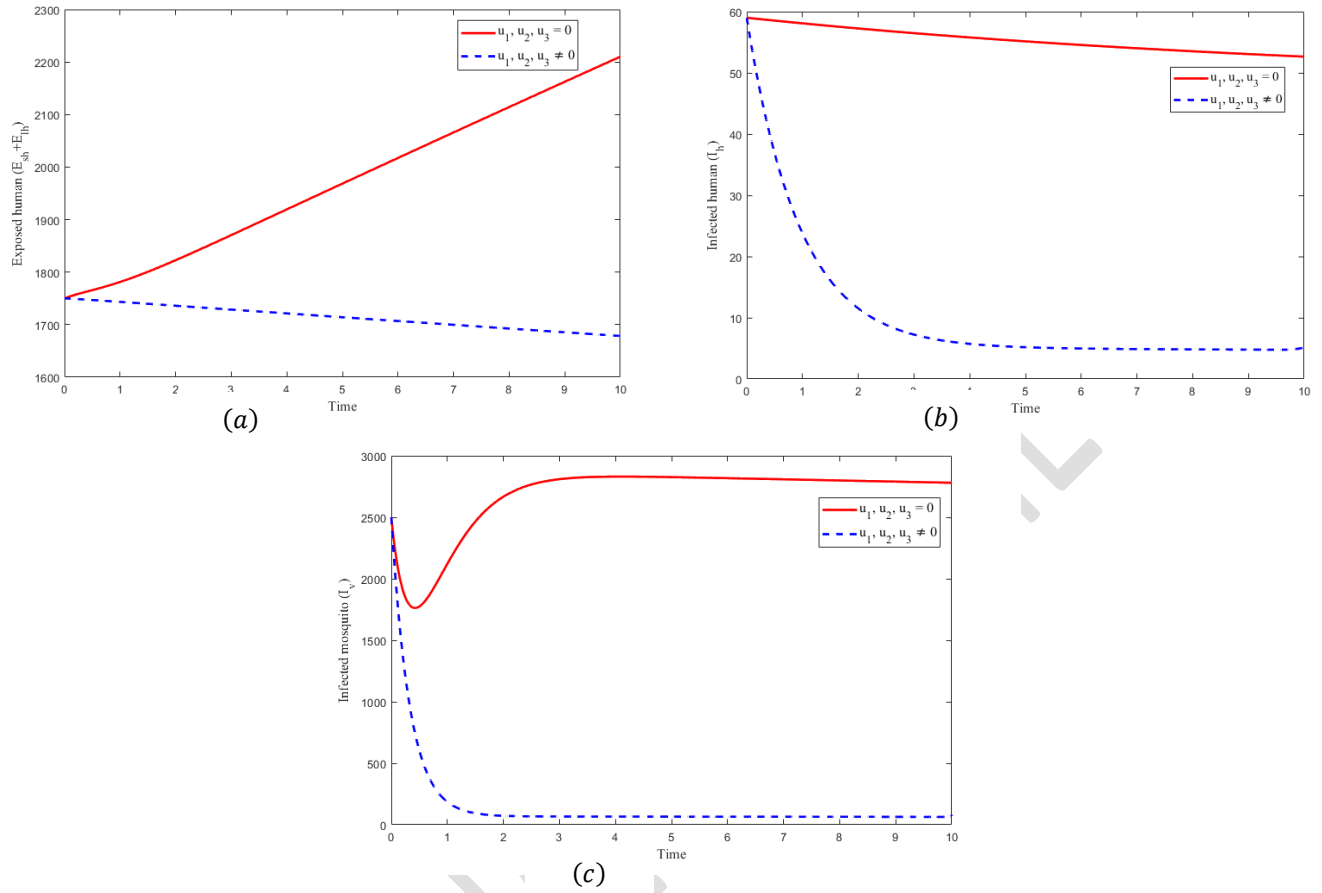 2300
2200
2100
2000
1900
1800
1700
1600
Exposed human (E_sh+E_lh)
u_1, u_2, u_3 = 0
u_1, u_2, u_3 ≠ 0
0 1 2 3 4 5 6 7 8 9 10
Time
(a)
60
50
40
30
20
10
0
Infected human (I_h)
u_1, u_2, u_3 = 0
u_1, u_2, u_3 ≠ 0
0 1 2 4 5 6 7 8 9 10
Time
(b)
3000
2500
2000
1500
1000
500
0
Infected mosquito (I_v)
u_1, u_2, u_3 = 0
u_1, u_2, u_3 ≠ 0
0 1 2 3 4 5 6 7 8 9 10
Time
(c)